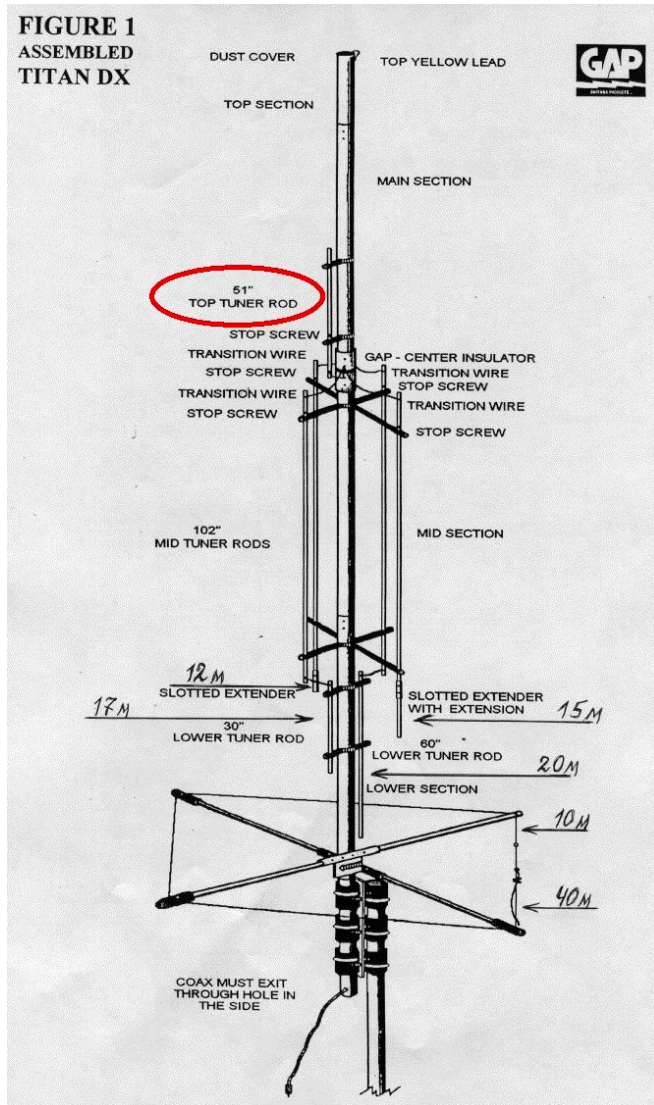 FIGURE 1
ASSEMBLED
TITAN DX
GAP
ANTENNA PRODUCTS
DUST COVER
TOP YELLOW LEAD
TOP SECTION
MAIN SECTION
51"
TOP TUNER ROD
STOP SCREW
TRANSITION WIRE
GAP - CENTER INSULATOR
STOP SCREW
TRANSITION WIRE
STOP SCREW
TRANSITION WIRE
TRANSITION WIRE
STOP SCREW
STOP SCREW
102"
MID TUNER RODS
MID SECTION
12M
SLOTTED EXTENDER
SLOTTED EXTENDER
WITH EXTENSION
15M
17M
30"
LOWER TUNER ROD
60"
LOWER TUNER ROD
20M
LOWER SECTION
10M
40M
COAX MUST EXIT
THROUGH HOLE IN
THE SIDE